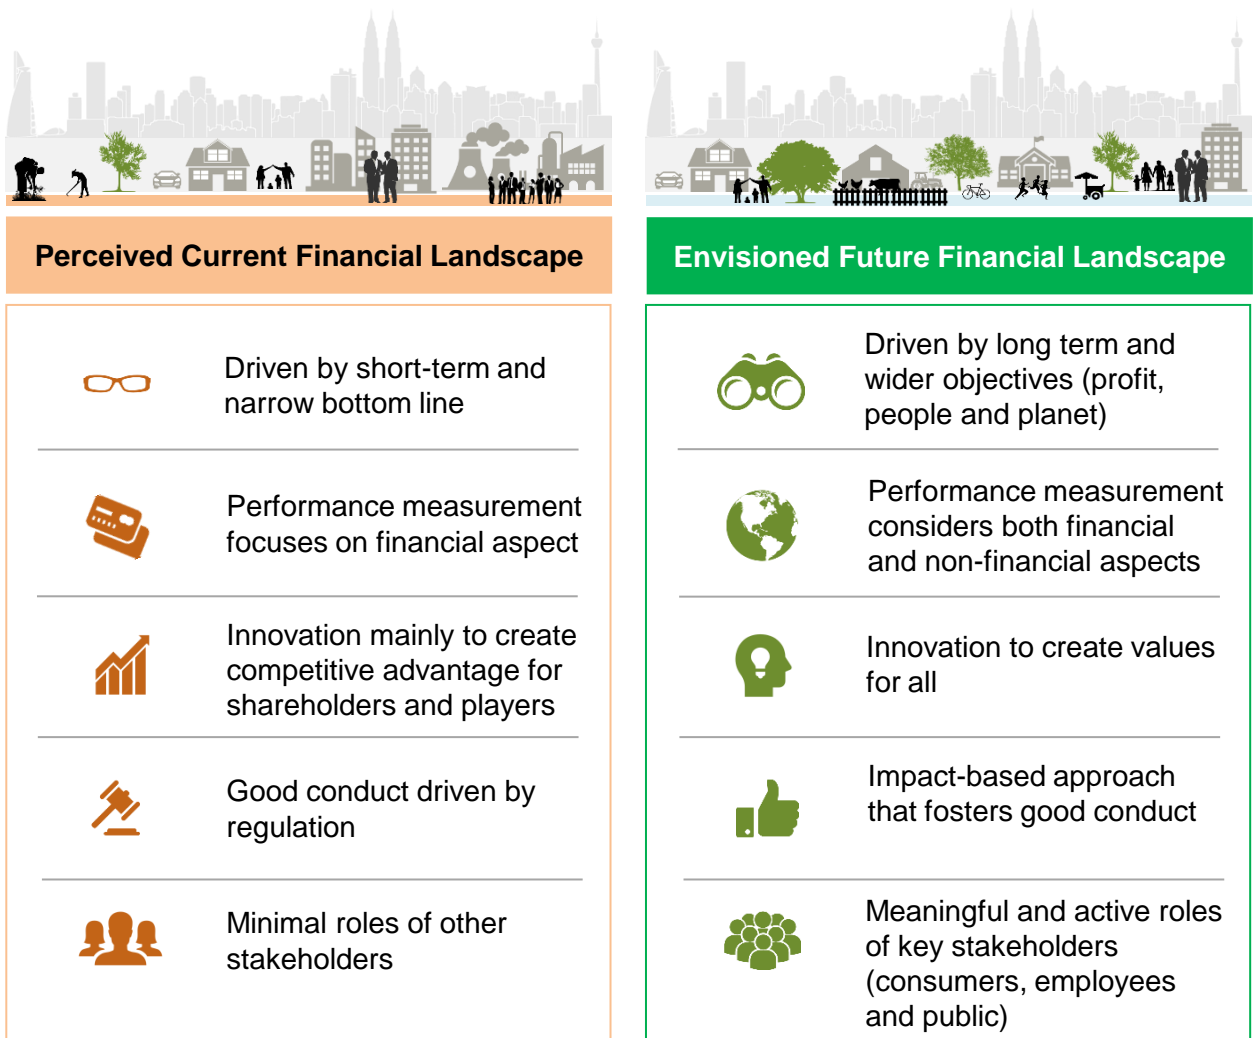 Perceived Current Financial Landscape
Driven by short-term and
narrow bottom line
Performance measurement
focuses on financial aspect
Innovation mainly to create
competitive advantage for
shareholders and players
Good conduct driven by
regulation
Minimal roles of other
stakeholders
Envisioned Future Financial Landscape
Driven by long term and
wider objectives (profit,
people and planet)
Performance measurement
considers both financial
and non-financial aspects
Innovation to create values
for all
Impact-based approach
that fosters good conduct
Meaningful and active roles
of key stakeholders
(consumers, employees
and public)